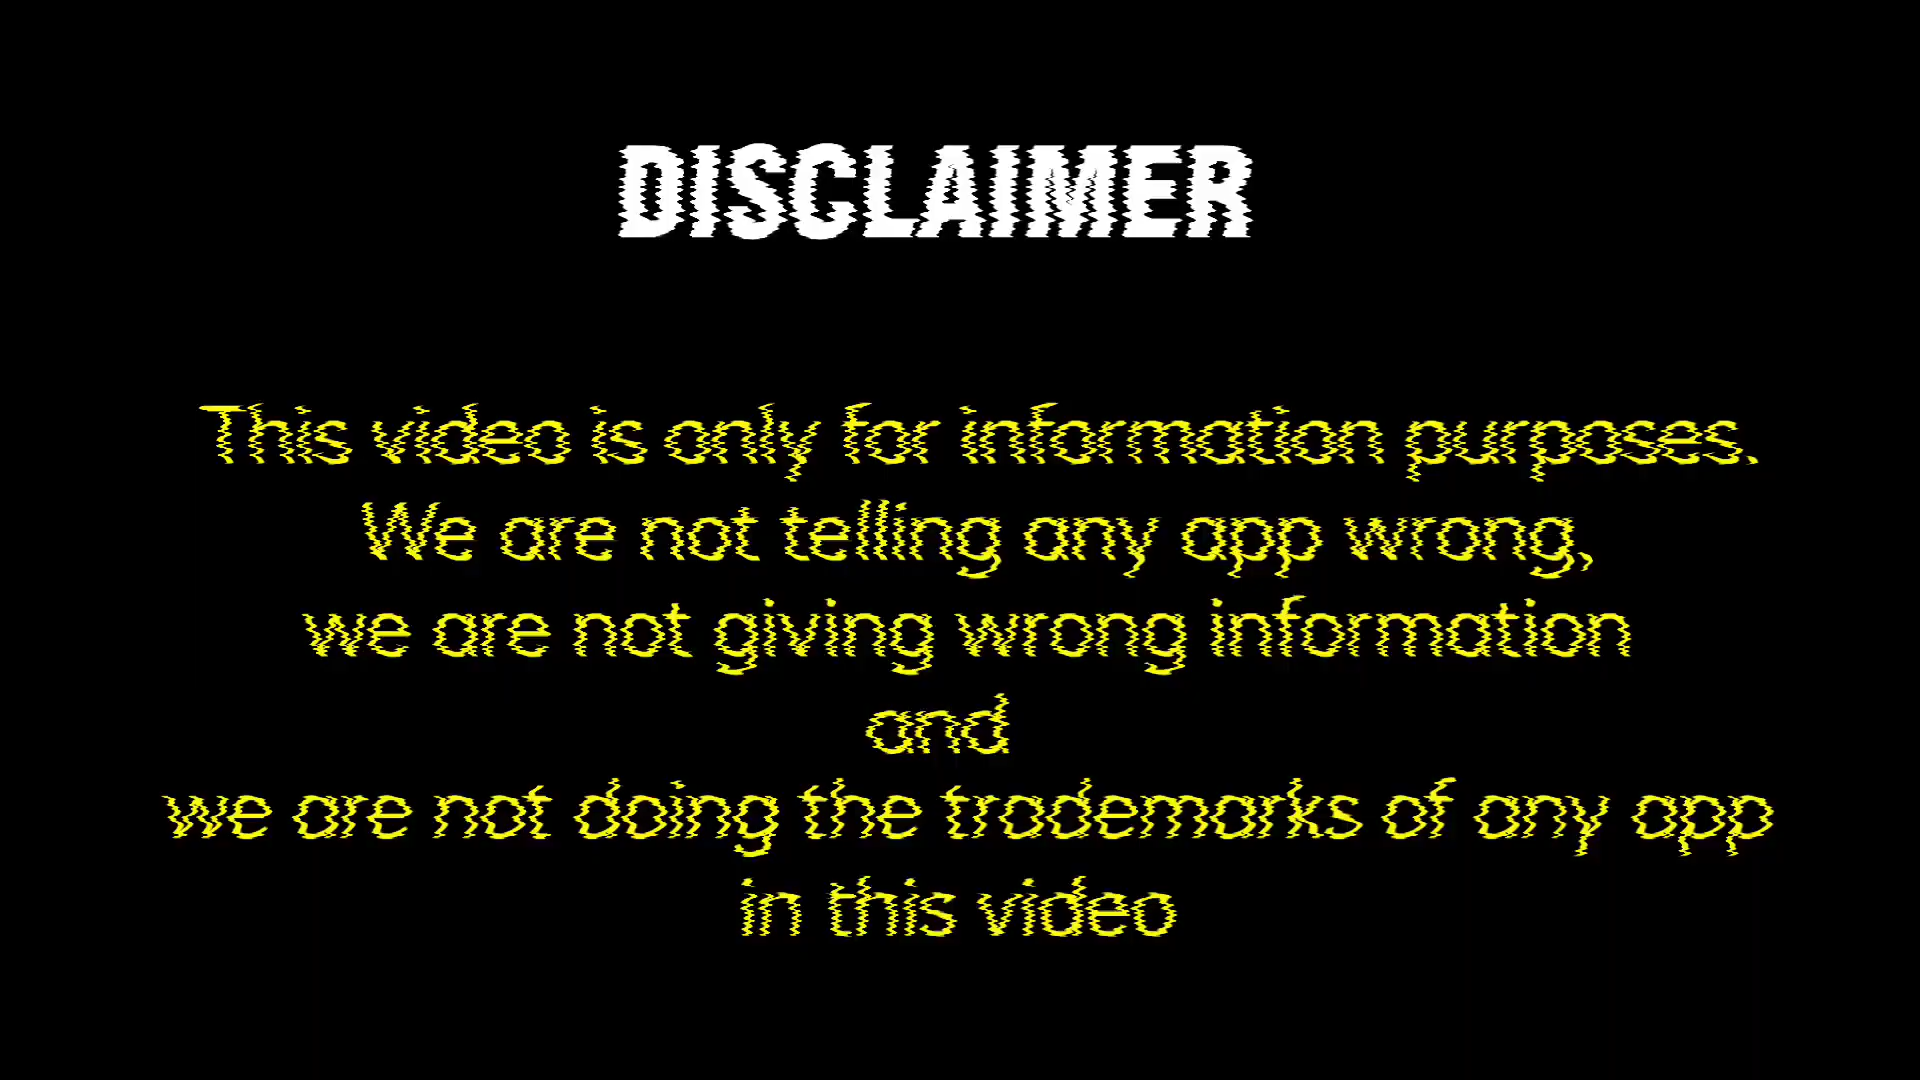 DISCLAIMER
This video is only for information purposes.
We are not telling any app wrong,
we are not giving wrong information
and
we are not doing the trademarks of any app
in this video